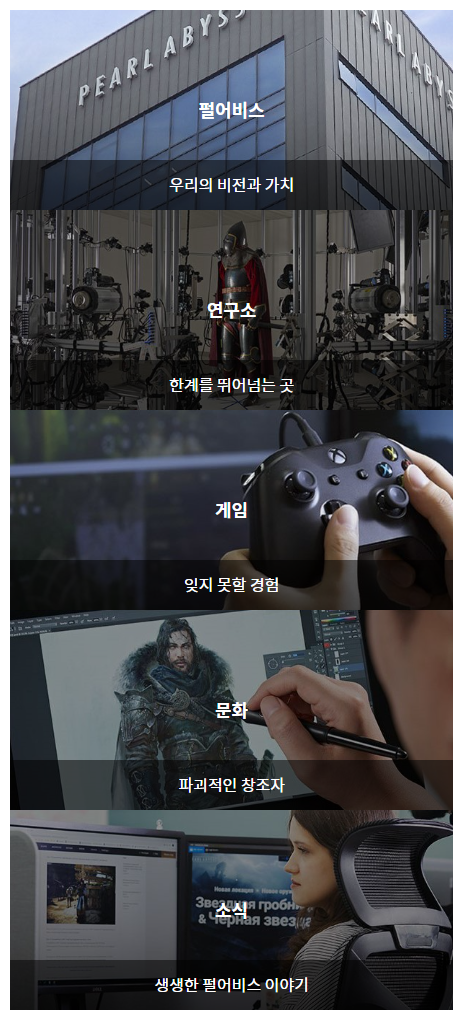 PEARL ABYSS
PEARL ABYSS
펄어비스
우리의 비전과 가치
연구소
한계를 뛰어넘는 곳
게임
잊지 못할 경험
문화
파괴적인 창조자
Новая локация
Звездная гробни
& Черная звез
소식
생생한 펄어비스 이야기